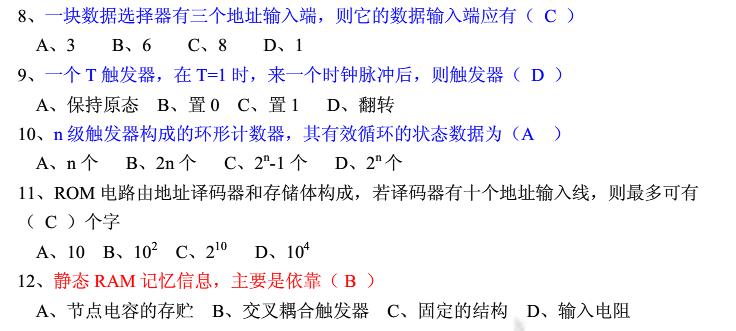 8、一块数据选择器有三个地址输入端，则它的数据输入端应有（ C ）
A、3 B、6 C、8 D、1
9、一个 T 触发器，在 T=1 时，来一个时钟脉冲后，则触发器（ D ）
A、保持原态 B、置 0 C、置 1 D、翻转
10、n 级触发器构成的环形计数器，其有效循环的状态数据为（A ）
A、n 个 B、2n 个 C、2ⁿ-1 个 D、2ⁿ 个
11、ROM 电路由地址译码器和存储体构成，若译码器有十个地址输入线，则最多可有
（ C ）个字
A、10 B、10² C、2¹⁰ D、10⁴
12、静态 RAM 记忆信息，主要是依靠（ B ）
A、节点电容的存贮 B、交叉耦合触发器 C、固定的结构 D、输入电阻